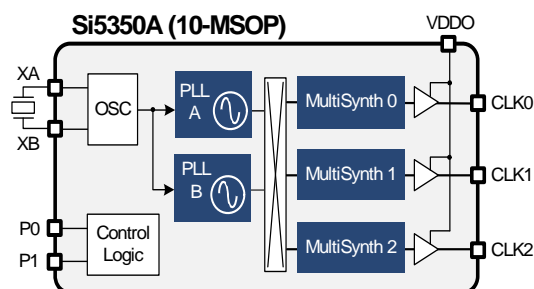 Si5350A (10-MSOP)
VDDO
XA
XB
OSC
PLL
A
PLL
B
MultiSynth 0
MultiSynth 1
MultiSynth 2
CLK0
CLK1
CLK2
P0
P1
Control
Logic